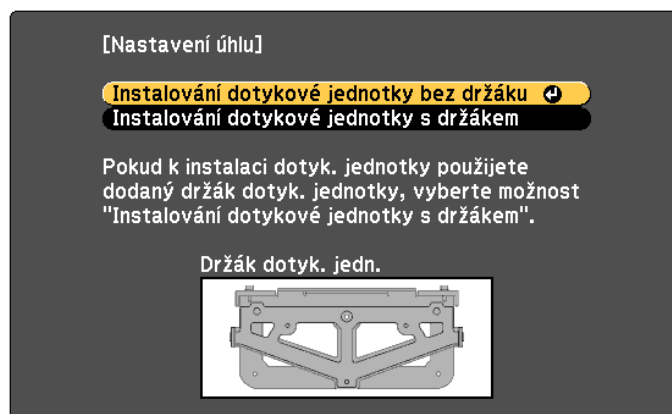 [Nastavení úhlu]
Instalování dotykové jednotky bez držáku
Instalování dotykové jednotky s držákem
Pokud k instalaci dotyk. jednotky použijete
dodaný držák dotyk. jednotky, vyberte možnost
"Instalování dotykové jednotky s držákem".
Držák dotyk. jedn.